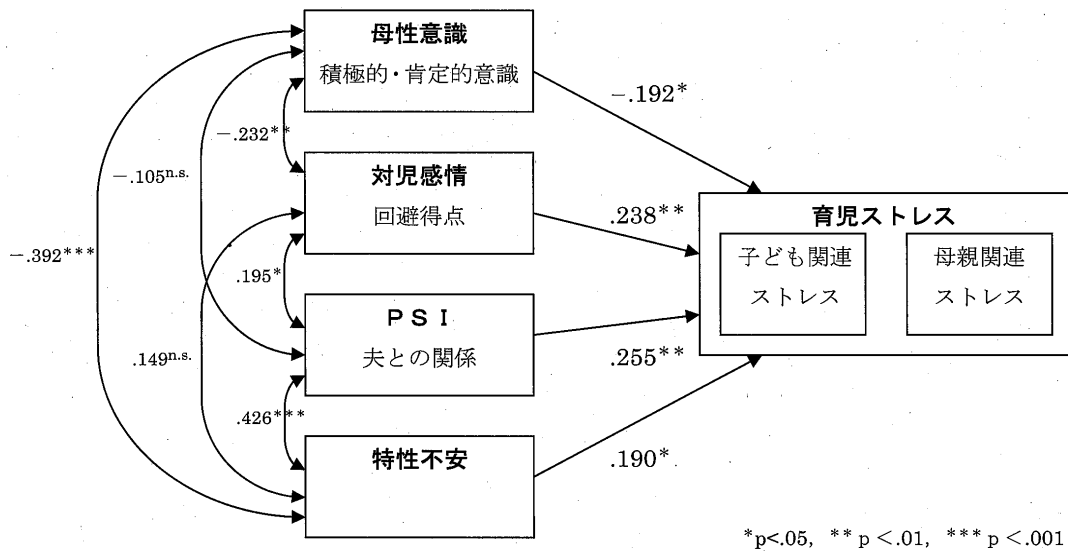 母性意識
積極的・肯定的意識
−.192*
−.232**
対児感情
回避得点
−.105n.s.
.238**
育児ストレス
子ども関連
ストレス
母親関連
ストレス
−.392***
.195*
PSI
夫との関係
.149n.s.
.255**
.426***
特性不安
.190*
*p<.05, **p<.01, ***p<.001